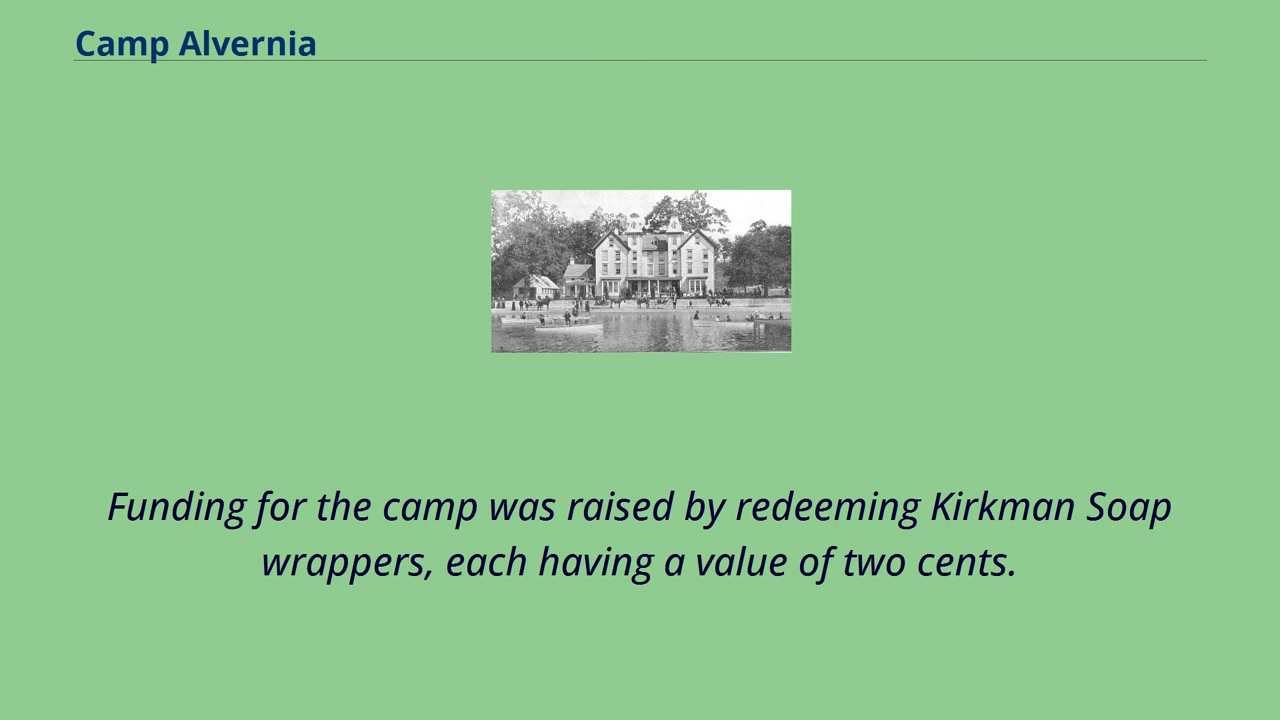 Camp Alvernia
Funding for the camp was raised by redeeming Kirkman Soap
wrappers, each having a value of two cents.